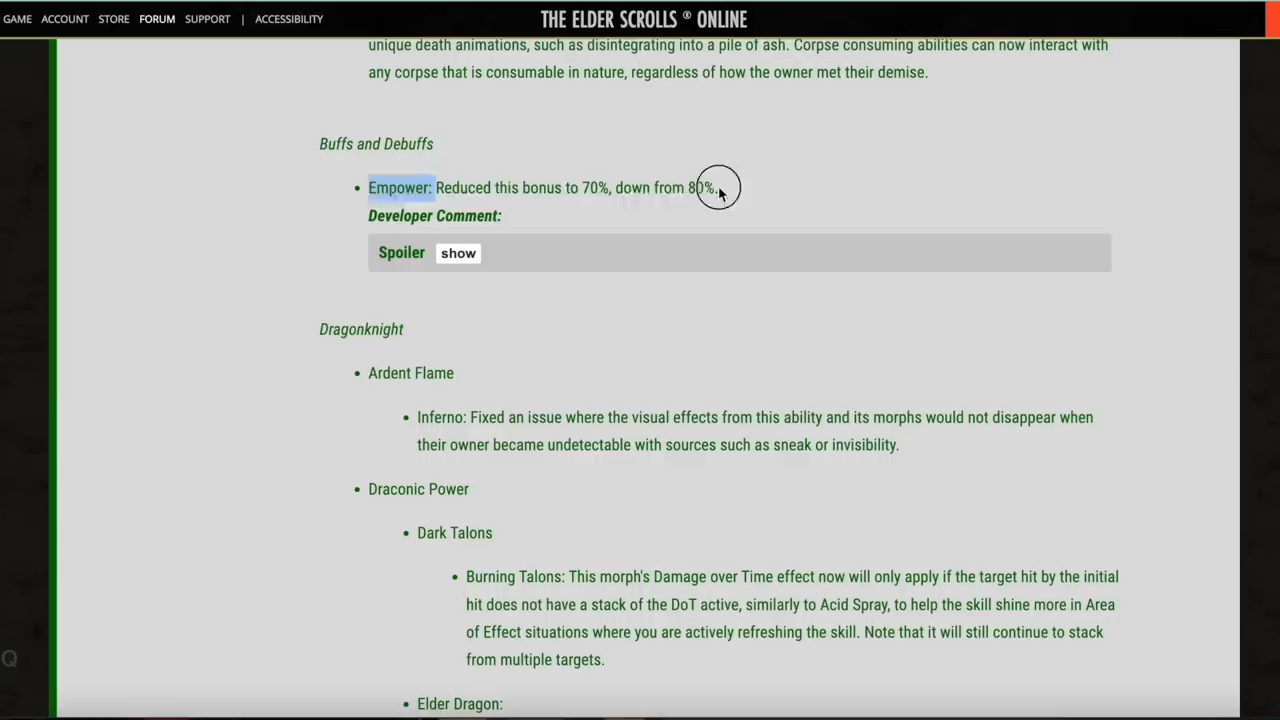 GAME ACCOUNT STORE FORUM SUPPORT | ACCESSIBILITY
THE ELDER SCROLLS ® ONLINE
unique death animations, such as disintegrating into a pile of ash. Corpse consuming abilities can now interact with
any corpse that is consumable in nature, regardless of how the owner met their demise.
Buffs and Debuffs
• Empower: Reduced this bonus to 70%, down from 80%.
Developer Comment:
Spoiler show
Dragonknight
• Ardent Flame
• Inferno: Fixed an issue where the visual effects from this ability and its morphs would not disappear when
their owner became undetectable with sources such as sneak or invisibility.
• Draconic Power
• Dark Talons
• Burning Talons: This morph's Damage over Time effect now will only apply if the target hit by the initial
hit does not have a stack of the DoT active, similarly to Acid Spray, to help the skill shine more in Area
of Effect situations where you are actively refreshing the skill. Note that it will still continue to stack
from multiple targets.
Q
• Elder Dragon: